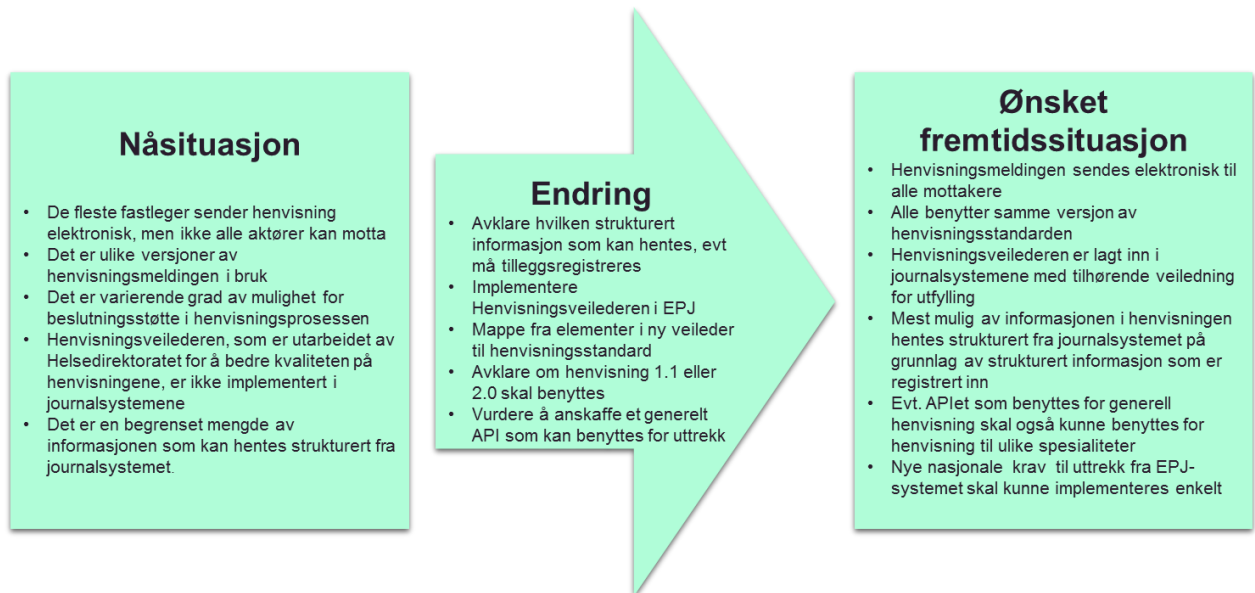 Nåsituasjon
• De fleste fastleger sender henvisning
elektronisk, men ikke alle aktører kan motta
• Det er ulike versjoner av
henvisningsmeldingen i bruk
• Det er varierende grad av mulighet for
beslutningsstøtte i henvisningsprosessen
• Henvisningsveilederen, som er utarbeidet av
Helsedirektoratet for å bedre kvaliteten på
henvisningene, er ikke implementert i
journalsystemene
• Det er en begrenset mengde av
informasjonen som kan hentes strukturert fra
journalsystemet.
Endring
• Avklare hvilken strukturert
informasjon som kan hentes, evt
må tilleggsregistreres
• Implementere
Henvisningsveilederen i EPJ
• Mappe fra elementer i ny veileder
til henvisningsstandard
• Avklare om henvisning 1.1 eller
2.0 skal benyttes
• Vurdere å anskaffe et generelt
API som kan benyttes for uttrekk
Ønsket
fremtidssituasjon
• Henvisningsmeldingen sendes elektronisk til
alle mottakere
• Alle benytter samme versjon av
henvisningsstandarden
• Henvisningsveilederen er lagt inn i
journalsystemene med tilhørende veiledning
for utfylling
• Mest mulig av informasjonen i henvisningen
hentes strukturert fra journalsystemet på
grunnlag av strukturert informasjon som er
registrert inn
• Evt. APIet som benyttes for generell
henvisning skal også kunne benyttes for
henvisning til ulike spesialiteter
• Nye nasjonale krav til uttrekk fra EPJ-
systemet skal kunne implementeres enkelt